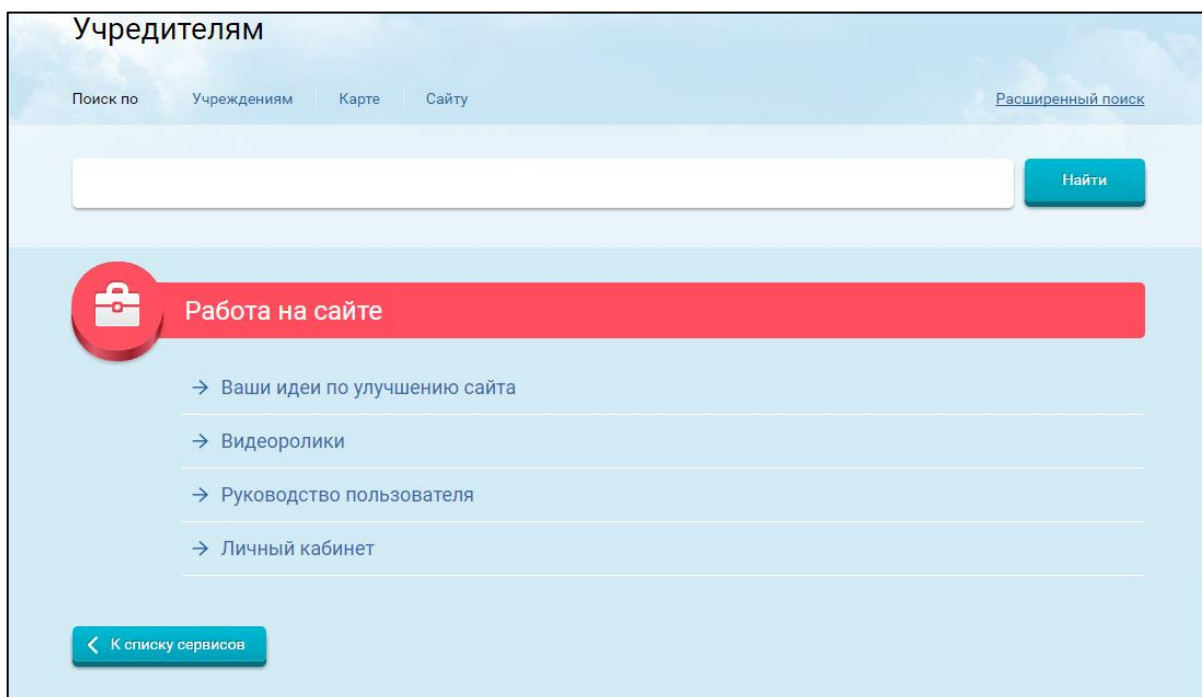 Учредителям
Поиск по Учреждениям Карте Сайту Расширенный поиск
Найти
Работа на сайте
→ Ваши идеи по улучшению сайта
→ Видеоролики
→ Руководство пользователя
→ Личный кабинет
К списку сервисов